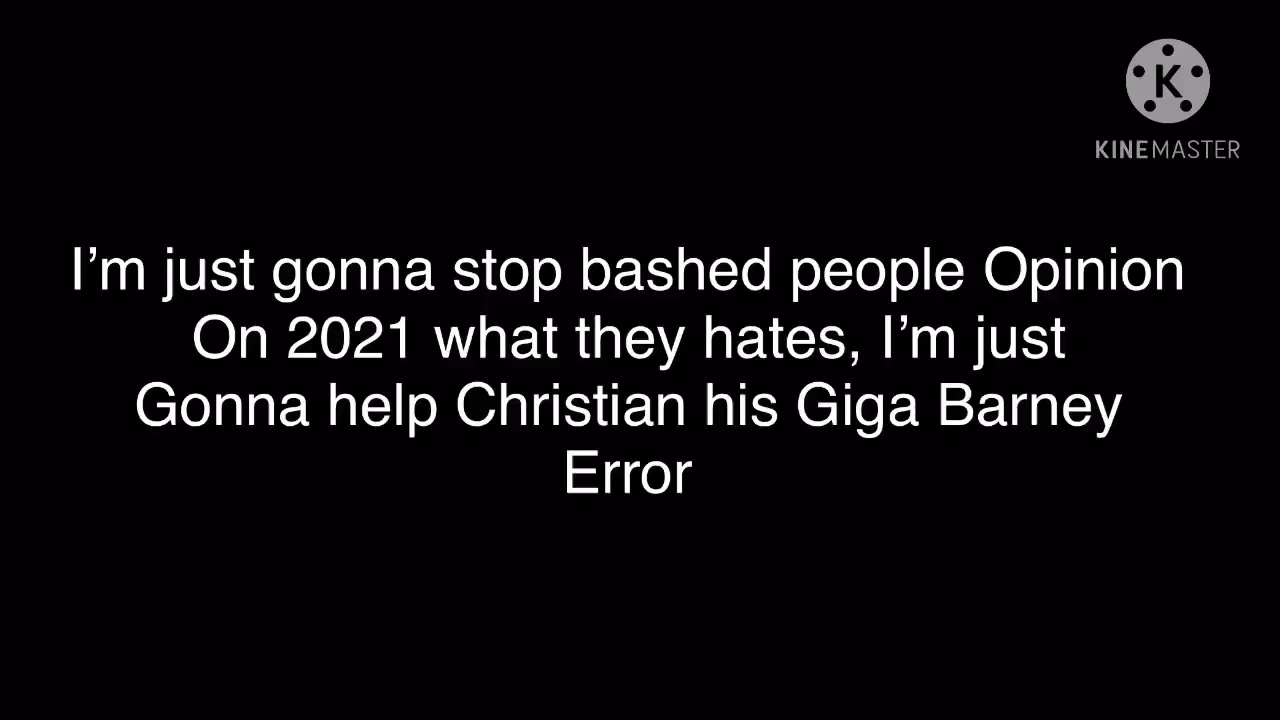 K
KINEMASTER
I’m just gonna stop bashed people Opinion
On 2021 what they hates, I’m just
Gonna help Christian his Giga Barney
Error